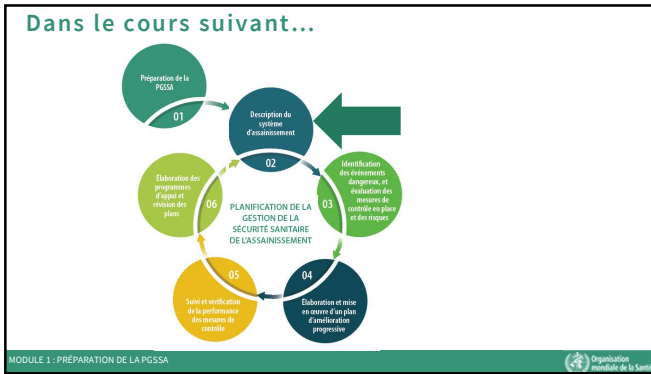 Dans le cours suivant...
Préparation de la
PGSSA
01
Description du
système
d'assainissement
02
Identification
des événements
dangereux, et
évaluation des
mesures de
contrôle en place
et des risques
03
Élaboration et mise
en œuvre d'un plan
d'amélioration
progressive
04
Suivi et vérification
de la performance
des mesures de
contrôle
05
Élaboration des
programmes
d'appui et
révision des
plans
06
PLANIFICATION DE LA
GESTION DE LA
SÉCURITÉ SANITAIRE
DE L'ASSAINISSEMENT
MODULE 1 : PRÉPARATION DE LA PGSSA
Organisation
mondiale de la Santé